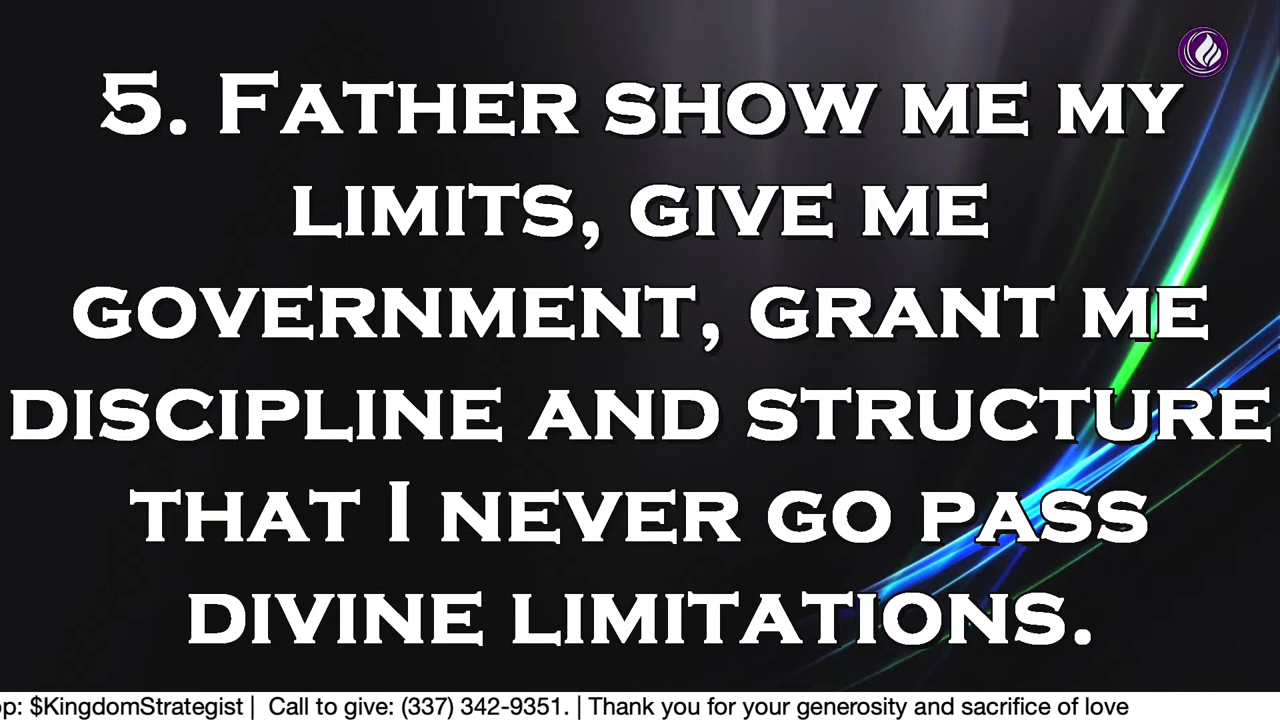 5. Father show me my
limits, give me
government, grant me
discipline and structure
that I never go pass
divine limitations.
p: $KingdomStrategist | Call to give: (337) 342-9351. | Thank you for your generosity and sacrifice of love